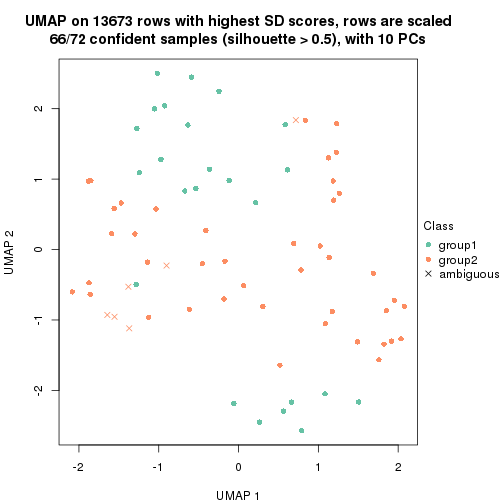 UMAP on 13673 rows with highest SD scores, rows are scaled
66/72 confident samples (silhouette > 0.5), with 10 PCs
2
1
0
-1
-2
UMAP 2
Class
group1
group2
ambiguous
-2 -1 0 1 2
UMAP 1